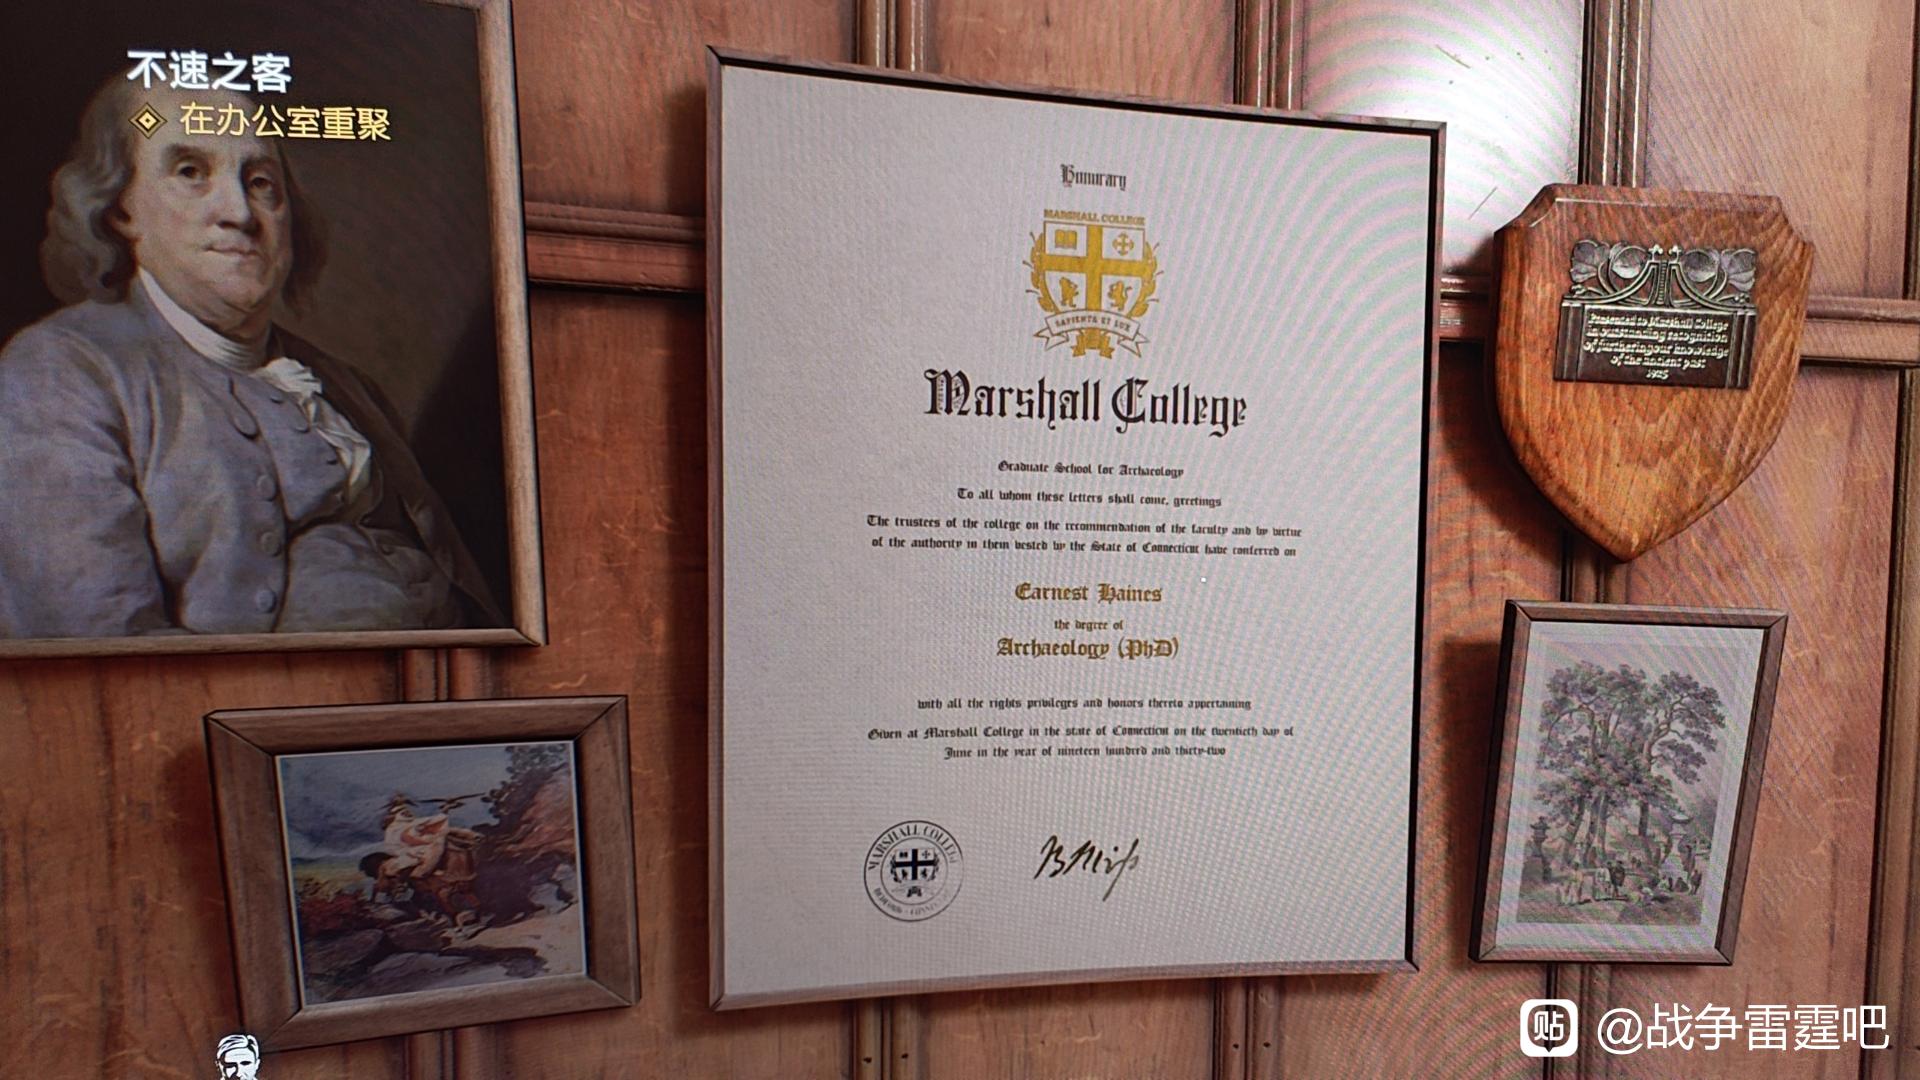 不速之客
在办公室重聚
Honorary
MARSHALL COLLEGE
SAPIENTA ET LUX
Marshall College
Graduate School for Archaeology
To all whom these letters shall come, greetings
The trustees of the college on the recommendation of the faculty and by virtue
of the authority in them vested by the State of Connecticut have conferred on
Earnest Haines
the degree of
Archaeology (PhD)
with all the rights privileges and honors thereto appertaining
Given at Marshall College in the state of Connecticut on the twentieth day of
June in the year of nineteen hundred and thirty-two
MARSHALL COLLEGE
Presented to Marshall College
in outstanding recognition
of furthering our knowledge
of the ancient past
1925
贴 @战争雷霆吧